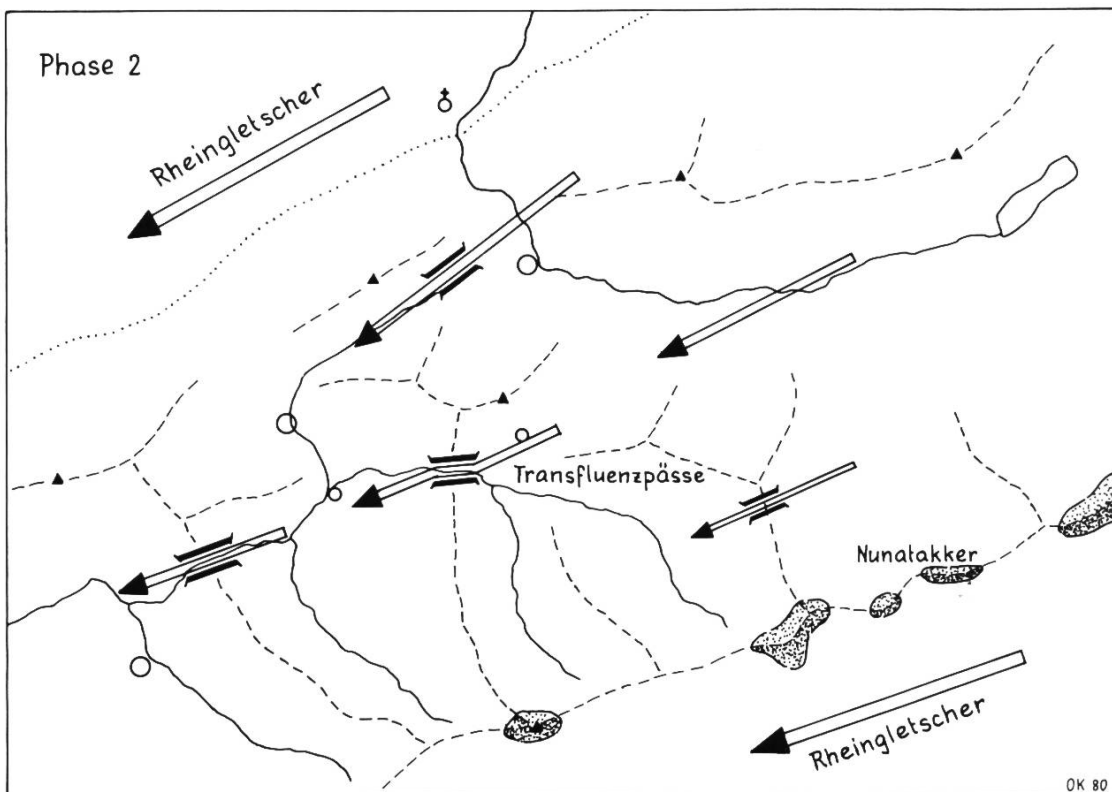 Phase 2
Rheingletscher
Transfluenzpässe
Nunatakker
Rheingletscher
OK 80